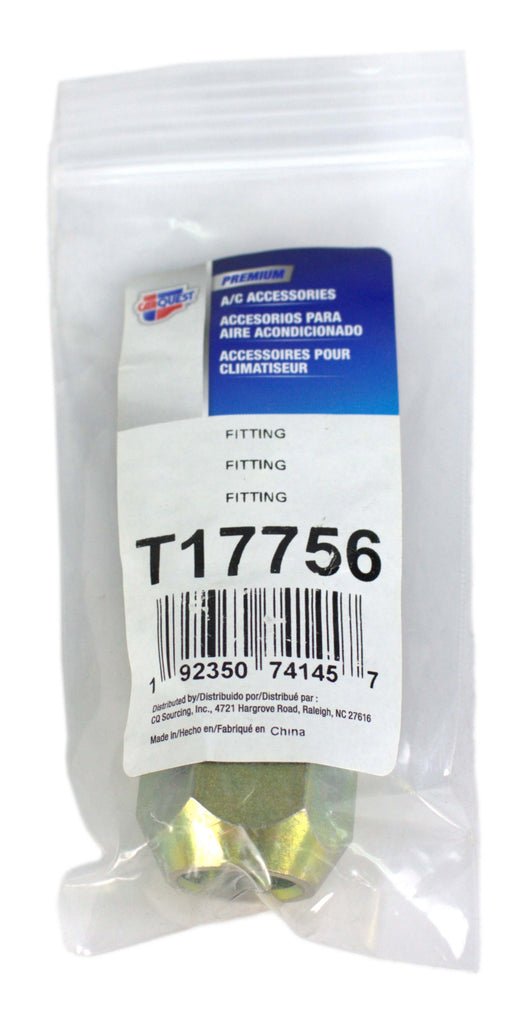 CARQUEST
PREMIUM
A/C ACCESSORIES
ACCESORIOS PARA
AIRE ACONDICIONADO
ACCESSOIRES POUR
CLIMATISEUR
FITTING
FITTING
FITTING
T17756
1 92350 74145 7
Distributed by/Distribuido por/Distribué par :
CQ Sourcing, Inc., 4721 Hargrove Road, Raleigh, NC 27616
Made in/Hecho en/Fabriqué en China